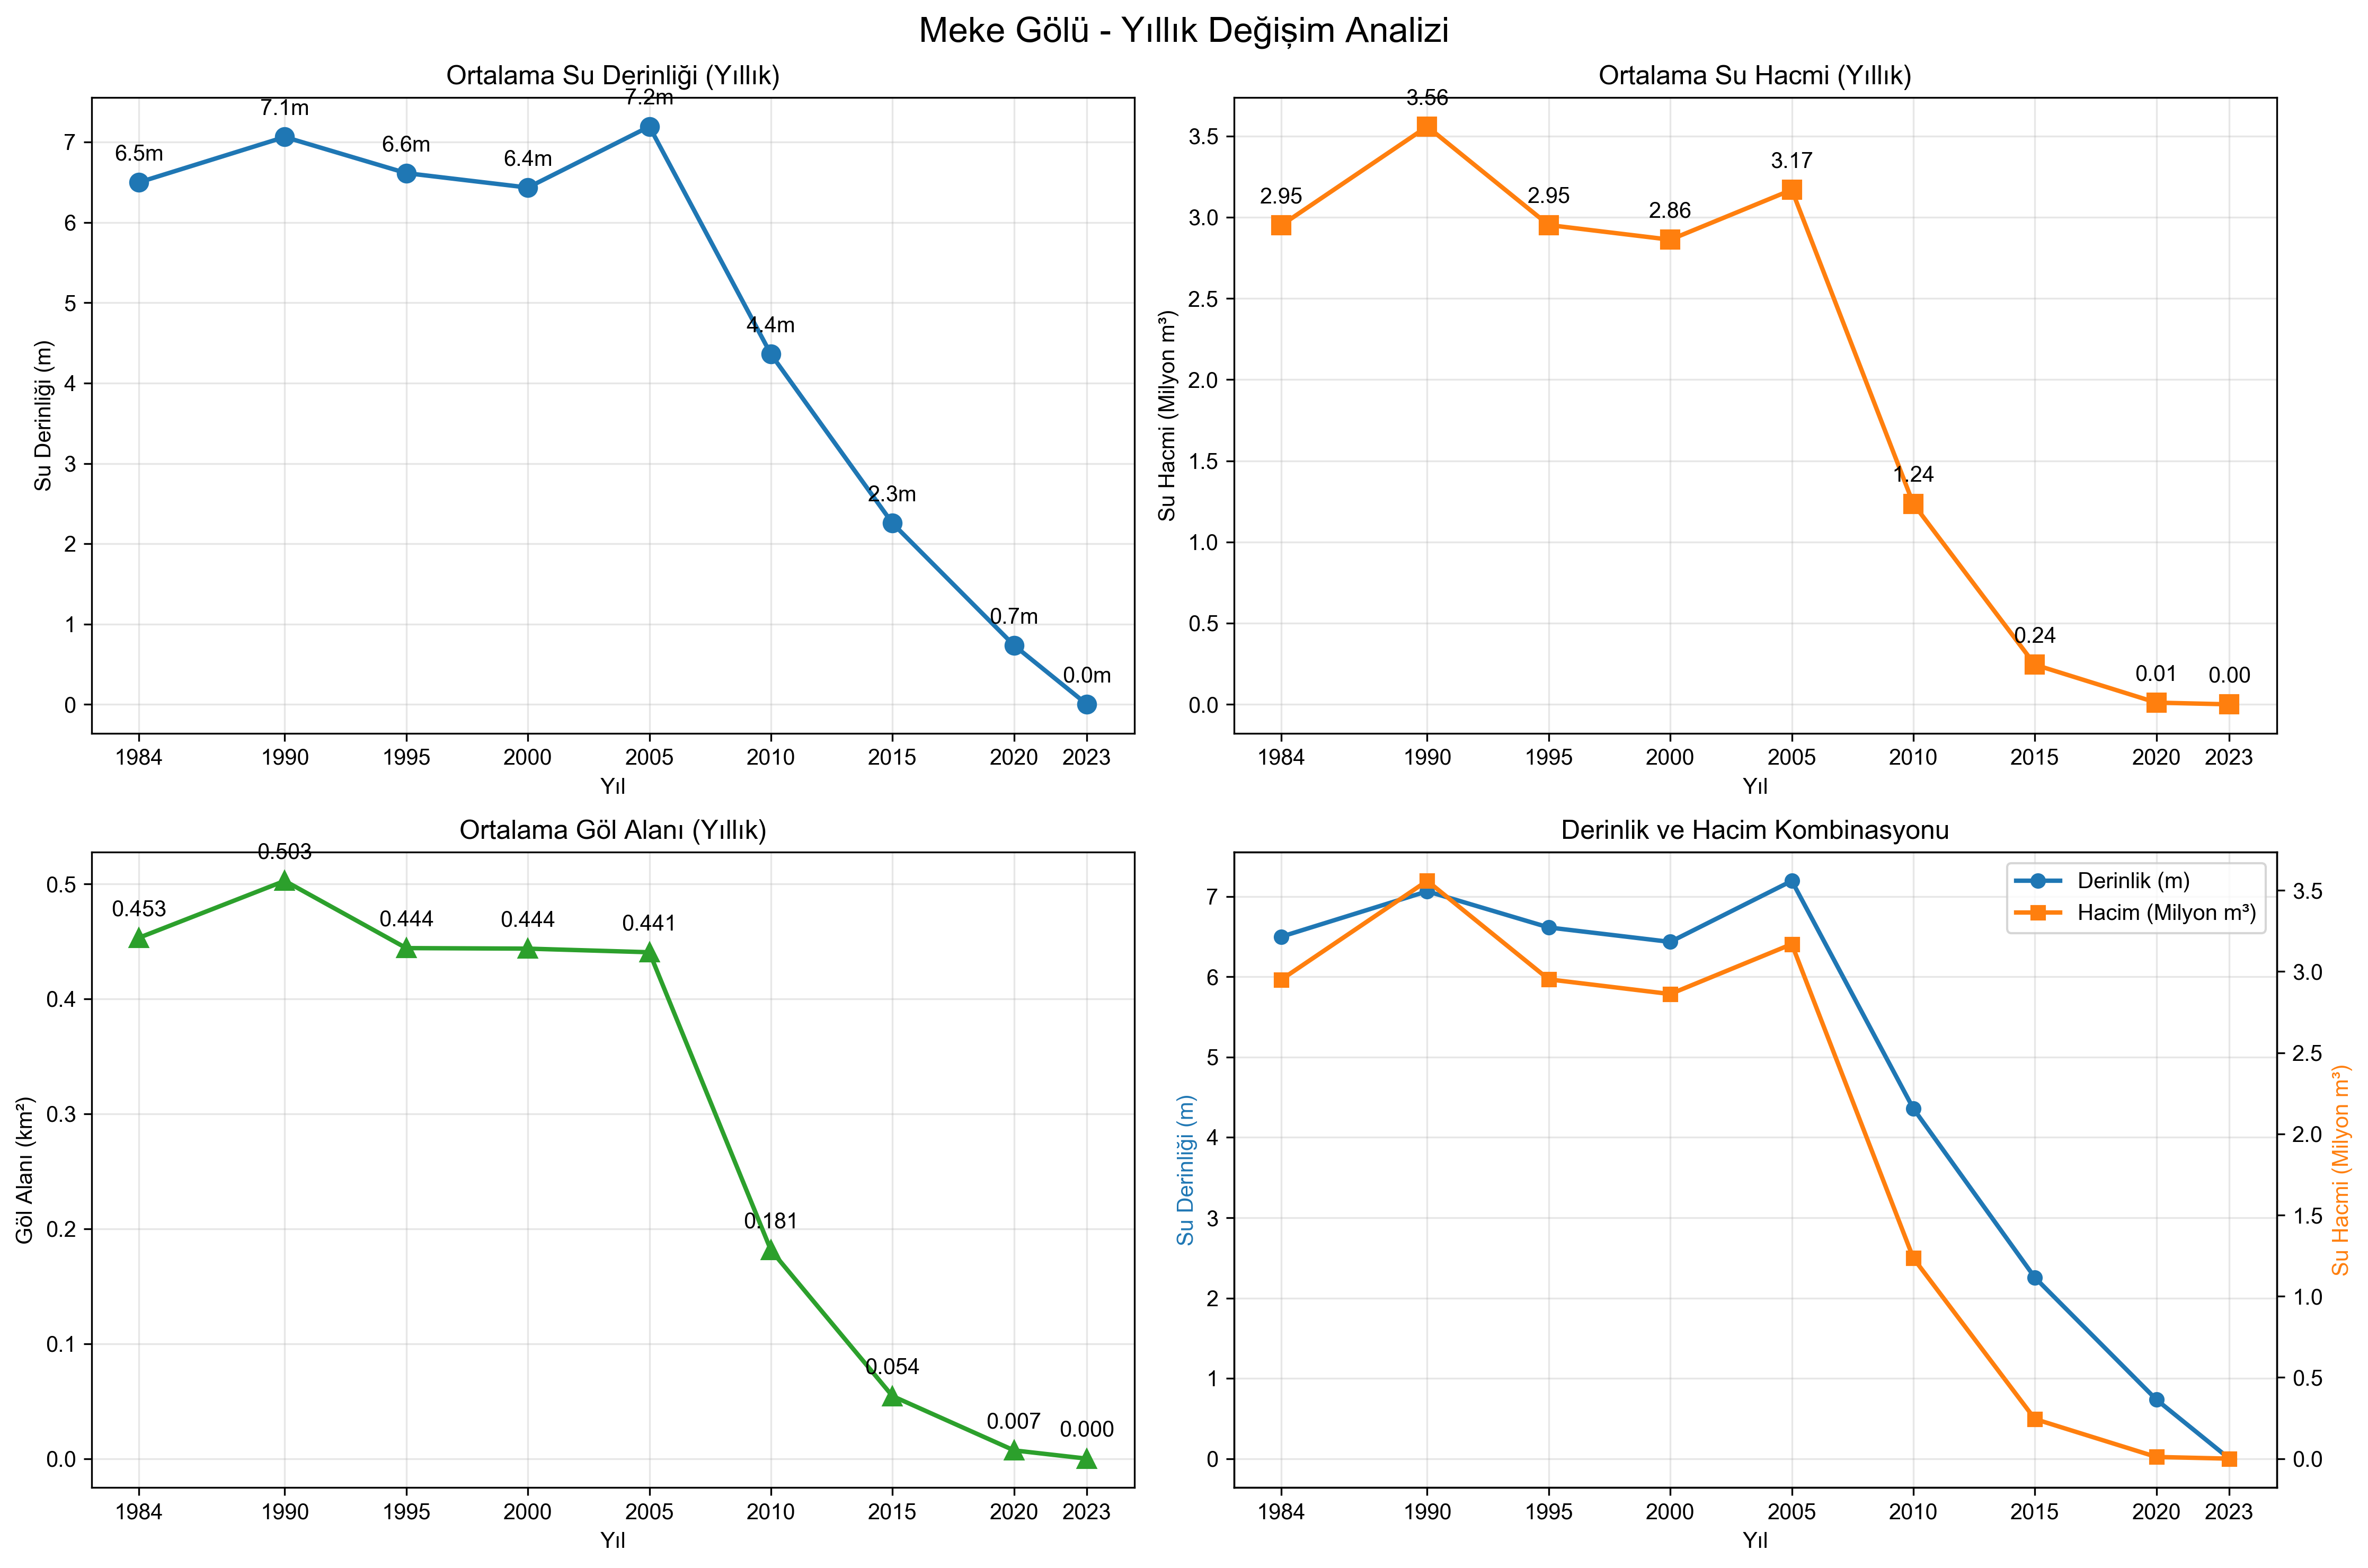 Meke Gölü - Yıllık Değişim Analizi
Ortalama Su Derinliği (Yıllık)
Su Derinliği (m)
7
6
5
4
3
2
1
0
6.5m
7.1m
6.6m
6.4m
7.2m
4.4m
2.3m
0.7m
0.0m
1984 1990 1995 2000 2005 2010 2015 2020 2023
Yıl
Ortalama Su Hacmi (Yıllık)
Su Hacmi (Milyon m³)
3.5
3.0
2.5
2.0
1.5
1.0
0.5
0.0
2.95
3.56
2.95
2.86
3.17
1.24
0.24
0.01
0.00
1984 1990 1995 2000 2005 2010 2015 2020 2023
Yıl
Ortalama Göl Alanı (Yıllık)
Göl Alanı (km²)
0.5
0.4
0.3
0.2
0.1
0.0
0.453
0.503
0.444
0.444
0.441
0.181
0.054
0.007
0.000
1984 1990 1995 2000 2005 2010 2015 2020 2023
Yıl
Derinlik ve Hacim Kombinasyonu
Su Derinliği (m)
7
6
5
4
3
2
1
0
Derinlik (m)
Hacim (Milyon m³)
3.5
3.0
2.5
2.0
1.5
1.0
0.5
0.0
Su Hacmi (Milyon m³)
1984 1990 1995 2000 2005 2010 2015 2020 2023
Yıl